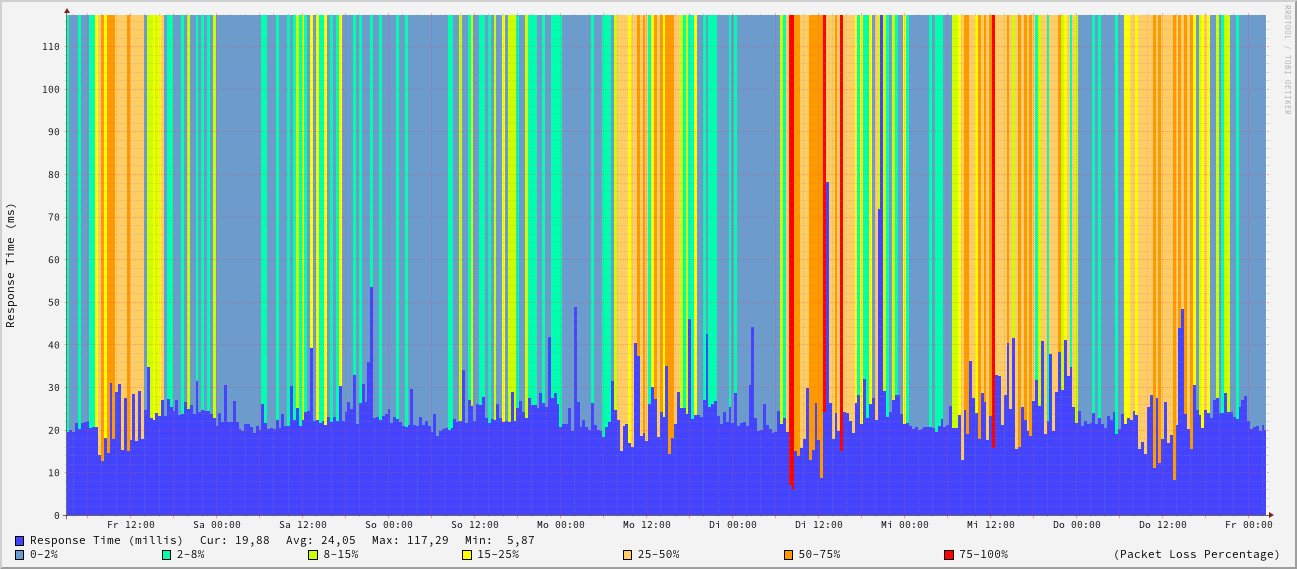 RRDTOOL / TOBI OETIKER
Response Time (ms)
110
100
90
80
70
60
50
40
30
20
10
0
Fr 12:00 Sa 00:00 Sa 12:00 So 00:00 So 12:00 Mo 00:00 Mo 12:00 Di 00:00 Di 12:00 Mi 00:00 Mi 12:00 Do 00:00 Do 12:00 Fr 00:00
Response Time (millis) Cur: 19,88 Avg: 24,05 Max: 117,29 Min: 5,87
0-2% 2-8% 8-15% 15-25% 25-50% 50-75% 75-100% (Packet Loss Percentage)